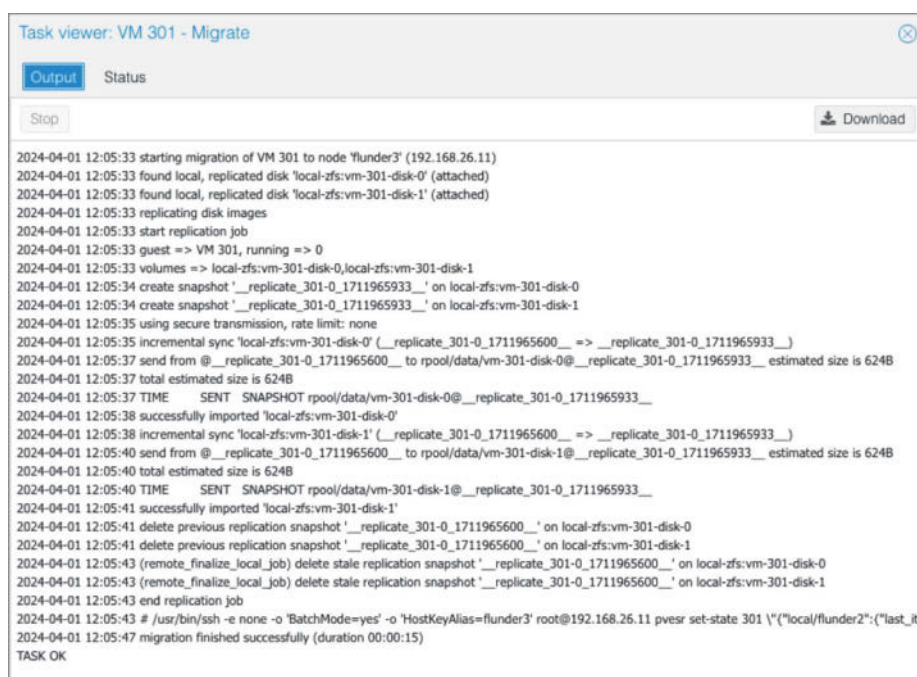 Task viewer: VM 301 - Migrate
Output Status
Stop Download
2024-04-01 12:05:33 starting migration of VM 301 to node 'flunder3' (192.168.26.11)
2024-04-01 12:05:33 found local, replicated disk 'local-zfs:vm-301-disk-0' (attached)
2024-04-01 12:05:33 found local, replicated disk 'local-zfs:vm-301-disk-1' (attached)
2024-04-01 12:05:33 replicating disk images
2024-04-01 12:05:33 start replication job
2024-04-01 12:05:33 guest => VM 301, running => 0
2024-04-01 12:05:33 volumes => local-zfs:vm-301-disk-0,local-zfs:vm-301-disk-1
2024-04-01 12:05:34 create snapshot '__replicate_301-0_1711965933__' on local-zfs:vm-301-disk-0
2024-04-01 12:05:34 create snapshot '__replicate_301-0_1711965933__' on local-zfs:vm-301-disk-1
2024-04-01 12:05:35 using secure transmission, rate limit: none
2024-04-01 12:05:35 incremental sync 'local-zfs:vm-301-disk-0' (__replicate_301-0_1711965600__ => __replicate_301-0_1711965933__)
2024-04-01 12:05:37 send from @__replicate_301-0_1711965600__ to rpool/data/vm-301-disk-0@__replicate_301-0_1711965933__ estimated size is 624B
2024-04-01 12:05:37 total estimated size is 624B
2024-04-01 12:05:37 TIME SENT SNAPSHOT rpool/data/vm-301-disk-0@__replicate_301-0_1711965933__
2024-04-01 12:05:38 successfully imported 'local-zfs:vm-301-disk-0'
2024-04-01 12:05:38 incremental sync 'local-zfs:vm-301-disk-1' (__replicate_301-0_1711965600__ => __replicate_301-0_1711965933__)
2024-04-01 12:05:40 send from @__replicate_301-0_1711965600__ to rpool/data/vm-301-disk-1@__replicate_301-0_1711965933__ estimated size is 624B
2024-04-01 12:05:40 total estimated size is 624B
2024-04-01 12:05:40 TIME SENT SNAPSHOT rpool/data/vm-301-disk-1@__replicate_301-0_1711965933__
2024-04-01 12:05:41 successfully imported 'local-zfs:vm-301-disk-1'
2024-04-01 12:05:41 delete previous replication snapshot '__replicate_301-0_1711965600__' on local-zfs:vm-301-disk-0
2024-04-01 12:05:41 delete previous replication snapshot '__replicate_301-0_1711965600__' on local-zfs:vm-301-disk-1
2024-04-01 12:05:43 (remote_finalize_local_job) delete stale replication snapshot '__replicate_301-0_1711965600__' on local-zfs:vm-301-disk-0
2024-04-01 12:05:43 (remote_finalize_local_job) delete stale replication snapshot '__replicate_301-0_1711965600__' on local-zfs:vm-301-disk-1
2024-04-01 12:05:43 end replication job
2024-04-01 12:05:43 # /usr/bin/ssh -e none -o 'BatchMode=yes' -o 'HostKeyAlias=flunder3' root@192.168.26.11 pvesr set-state 301 \'{"local/flunder2":{"last_it
2024-04-01 12:05:47 migration finished successfully (duration 00:00:15)
TASK OK